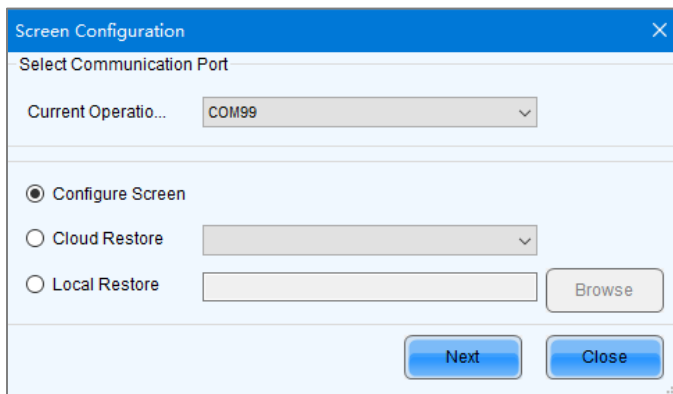 Screen Configuration
Select Communication Port
Current Operatio... COM99
Configure Screen
Cloud Restore
Local Restore Browse
Next Close